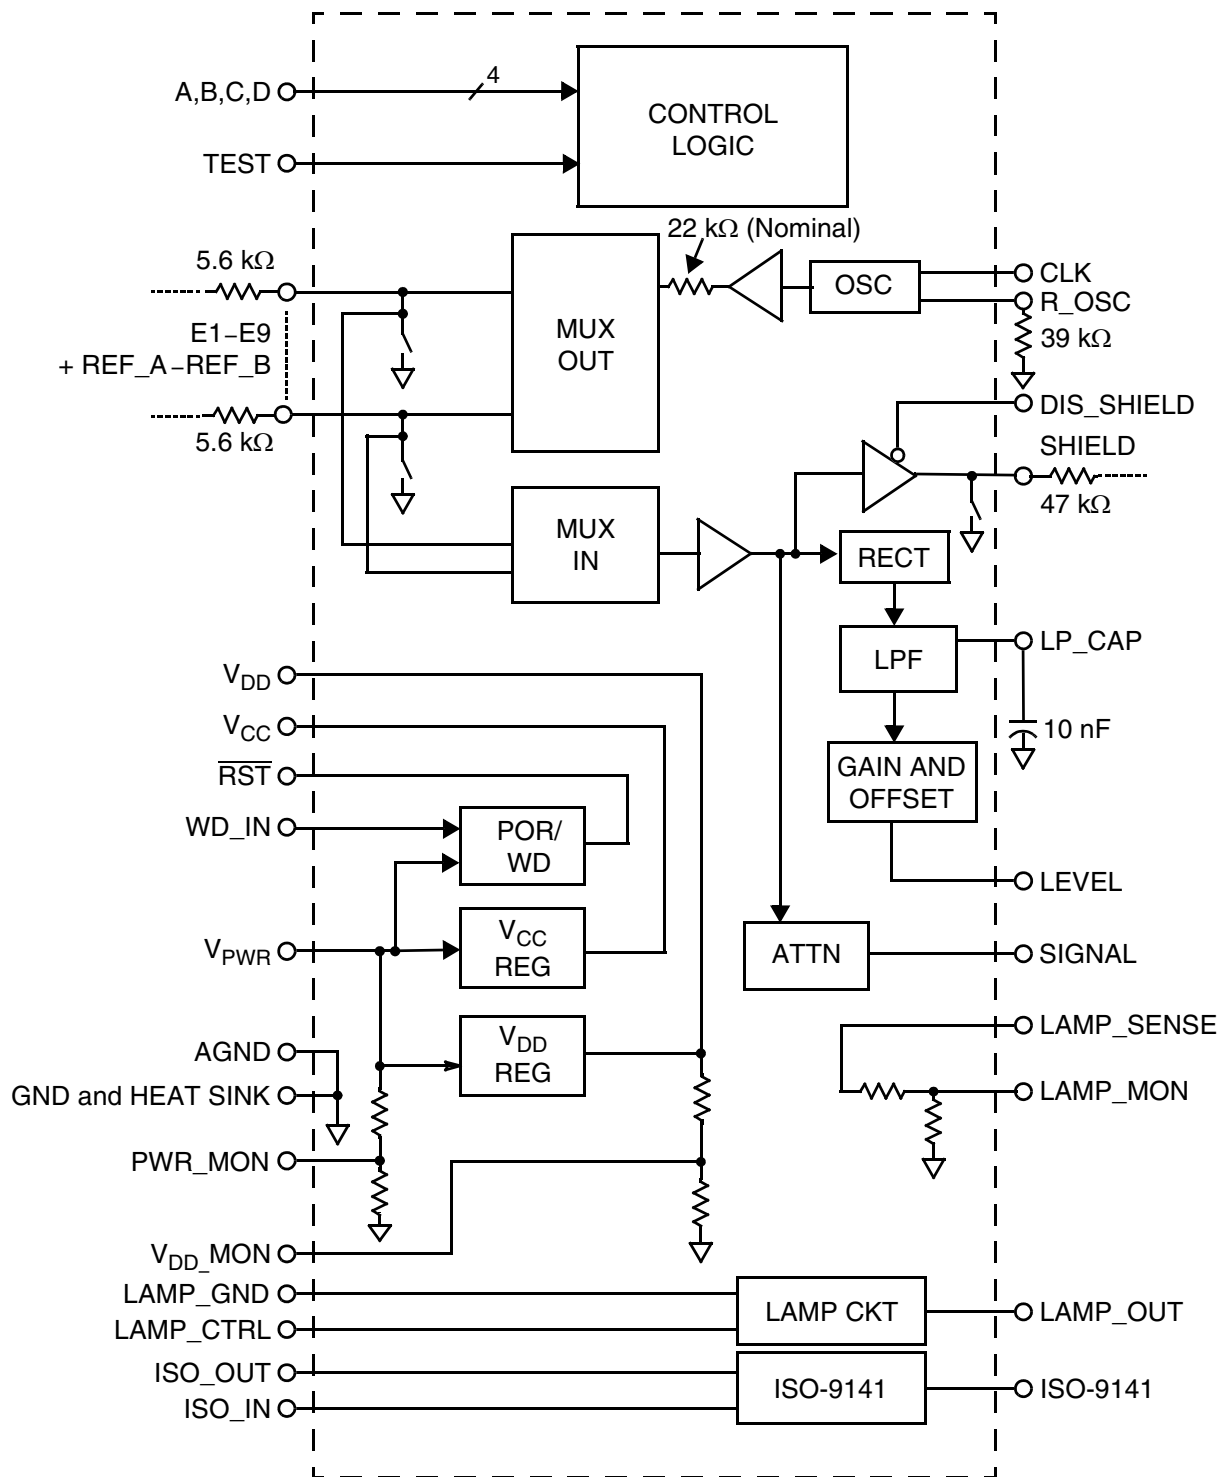 A,B,C,D
4
TEST
CONTROL
LOGIC
22 kΩ (Nominal)
5.6 kΩ
E1–E9
+ REF_A–REF_B
5.6 kΩ
MUX
OUT
OSC
CLK
R_OSC
39 kΩ
DIS_SHIELD
SHIELD
47 kΩ
MUX
IN
RECT
LPF
LP_CAP
10 nF
GAIN AND
OFFSET
LEVEL
VDD
VCC
RST
WD_IN
POR/
WD
VPWR
VCC
REG
ATTN
SIGNAL
AGND
GND and HEAT SINK
VDD
REG
LAMP_SENSE
LAMP_MON
PWR_MON
VDD_MON
LAMP_GND
LAMP_CTRL
LAMP CKT
LAMP_OUT
ISO_OUT
ISO_IN
ISO-9141
ISO-9141